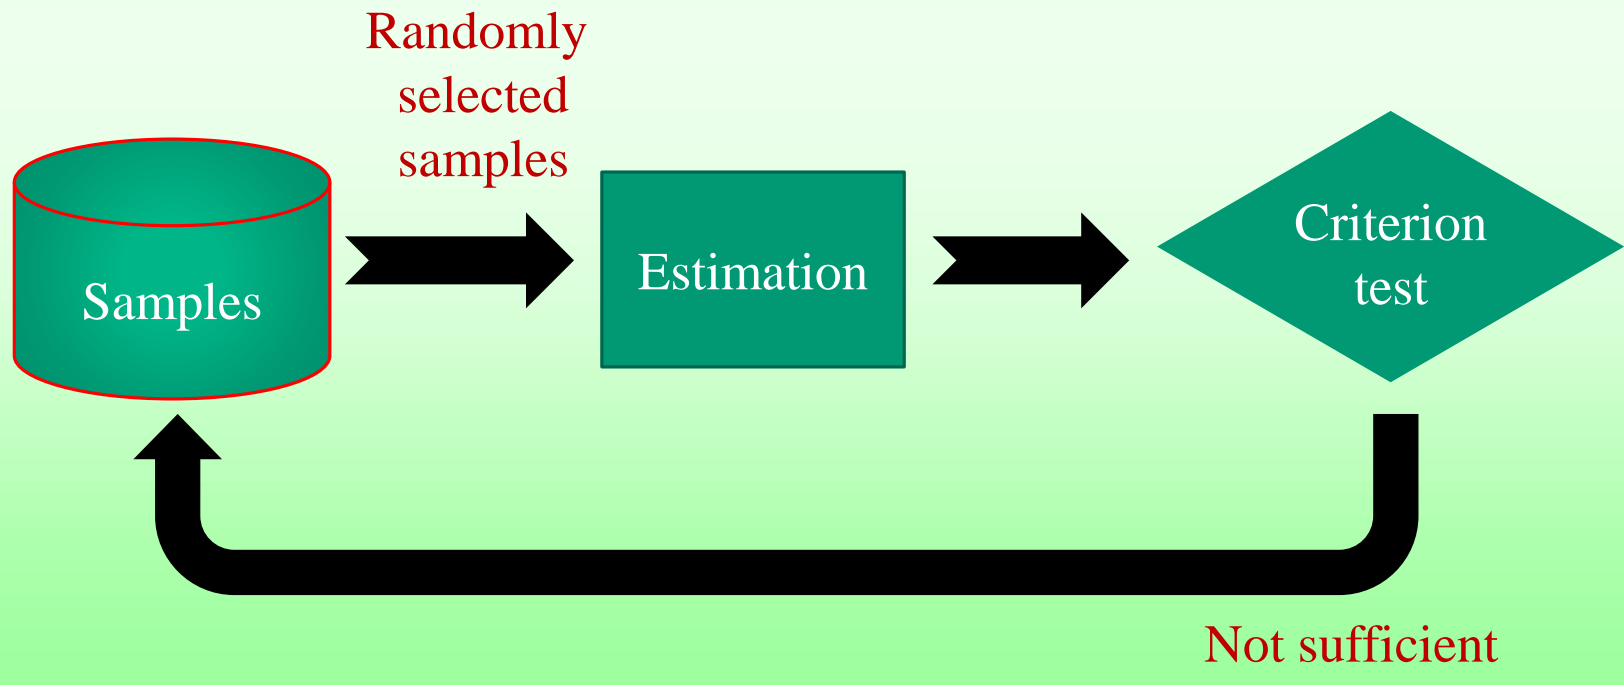 Randomly
selected
samples
Samples
Estimation
Criterion
test
Not sufficient